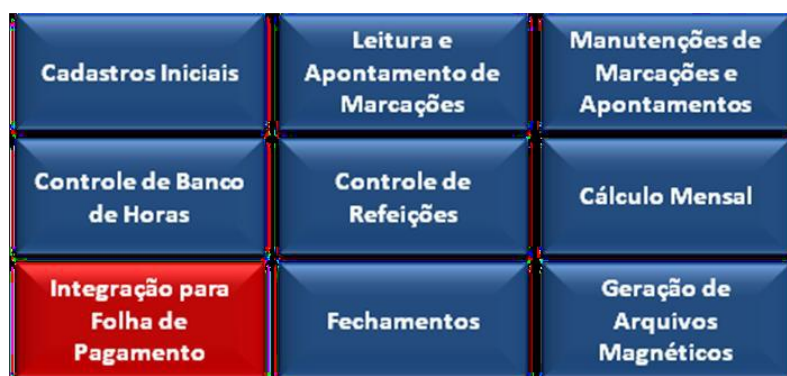 Cadastros Iniciais
Leitura e
Apontamento de
Marcações
Manutenções de
Marcações e
Apontamentos
Controle de Banco
de Horas
Controle de
Refeições
Cálculo Mensal
Integração para
Folha de
Pagamento
Fechamentos
Geração de
Arquivos
Magnéticos